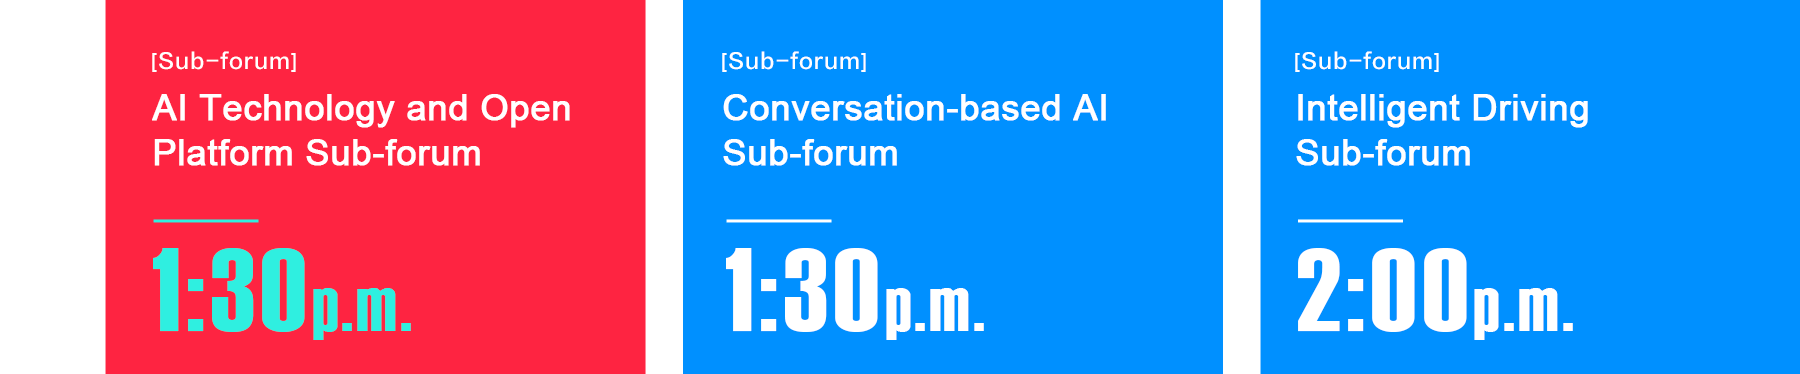 [Sub-forum]
AI Technology and Open
Platform Sub-forum
1:30p.m.
[Sub-forum]
Conversation-based AI
Sub-forum
1:30p.m.
[Sub-forum]
Intelligent Driving
Sub-forum
2:00p.m.